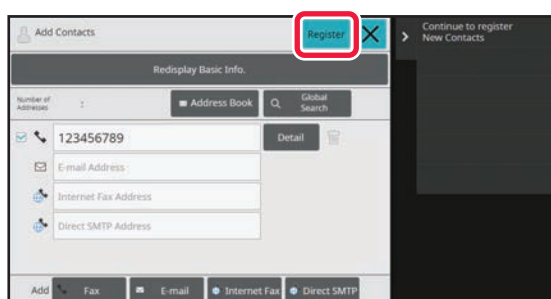 Add Contacts
Register
Continue to register
New Contacts
Redisplay Basic Info.
Number of
Addresses
:
Address Book
Global
Search
123456789
Detail
E-mail Address
Internet Fax Address
Direct SMTP Address
Add
Fax
E-mail
Internet Fax
Direct SMTP